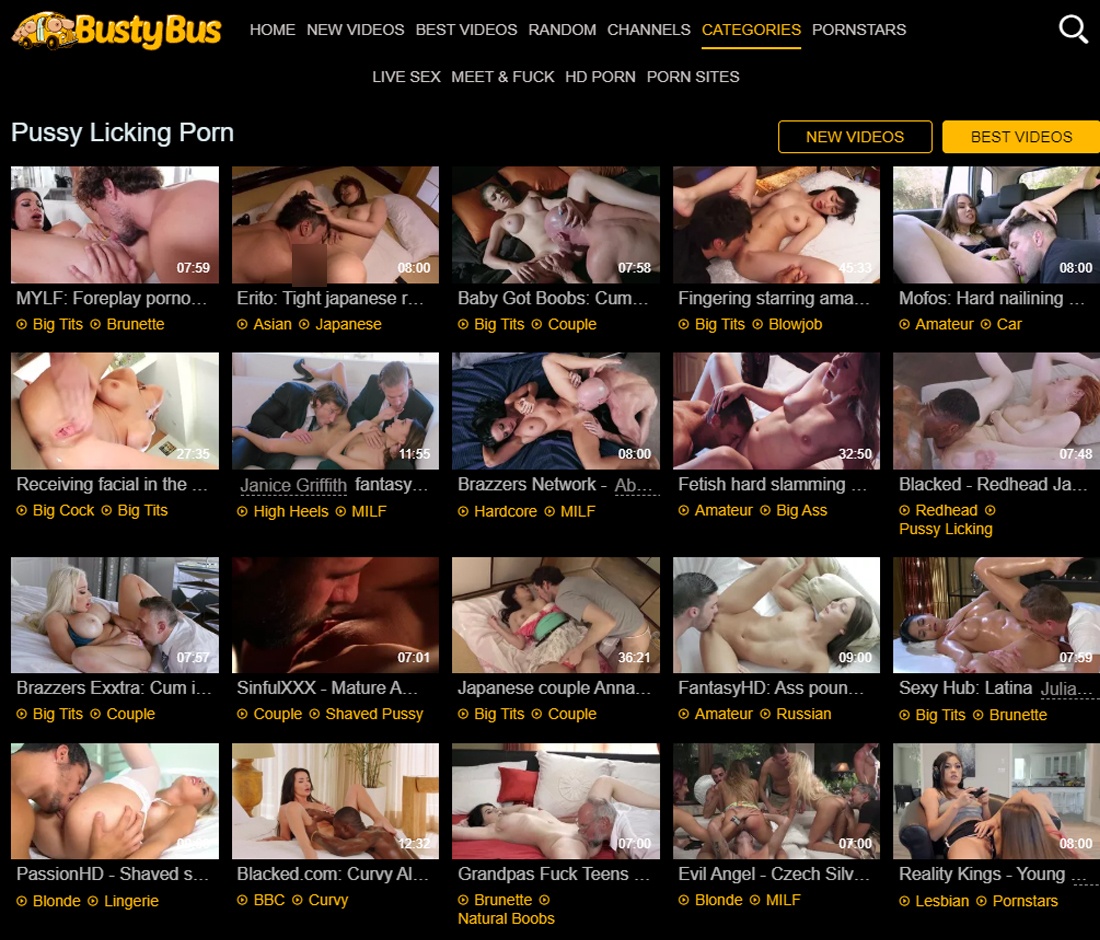 BustyBus
HOME NEW VIDEOS BEST VIDEOS RANDOM CHANNELS CATEGORIES PORNSTARS
LIVE SEX MEET & FUCK HD PORN PORN SITES
Pussy Licking Porn
NEW VIDEOS BEST VIDEOS
07:59 08:00 07:58 45:33 08:00
MYLF: Foreplay porno... Erito: Tight japanese r... Baby Got Boobs: Cum... Fingering starring ama... Mofos: Hard nailining ...
Big Tits Brunette Asian Japanese Big Tits Couple Big Tits Blowjob Amateur Car
27:35 11:55 08:00 32:50 07:48
Receiving facial in the ... Janice Griffith fantasy... Brazzers Network - Ab... Fetish hard slamming ... Blacked - Redhead Ja...
Big Cock Big Tits High Heels MILF Hardcore MILF Amateur Big Ass Redhead
Pussy Licking
07:57 07:01 36:21 09:00 07:59
Brazzers Exxtra: Cum i... SinfulXXX - Mature A... Japanese couple Anna... FantasyHD: Ass poun... Sexy Hub: Latina Julia...
Big Tits Couple Couple Shaved Pussy Big Tits Couple Amateur Russian Big Tits Brunette
12:32 07:00 07:00 08:00
PassionHD - Shaved s... Blacked.com: Curvy Al... Grandpas Fuck Teens ... Evil Angel - Czech Silv... Reality Kings - Young ...
Blonde Lingerie BBC Curvy Brunette Blonde MILF Lesbian Pornstars
Natural Boobs